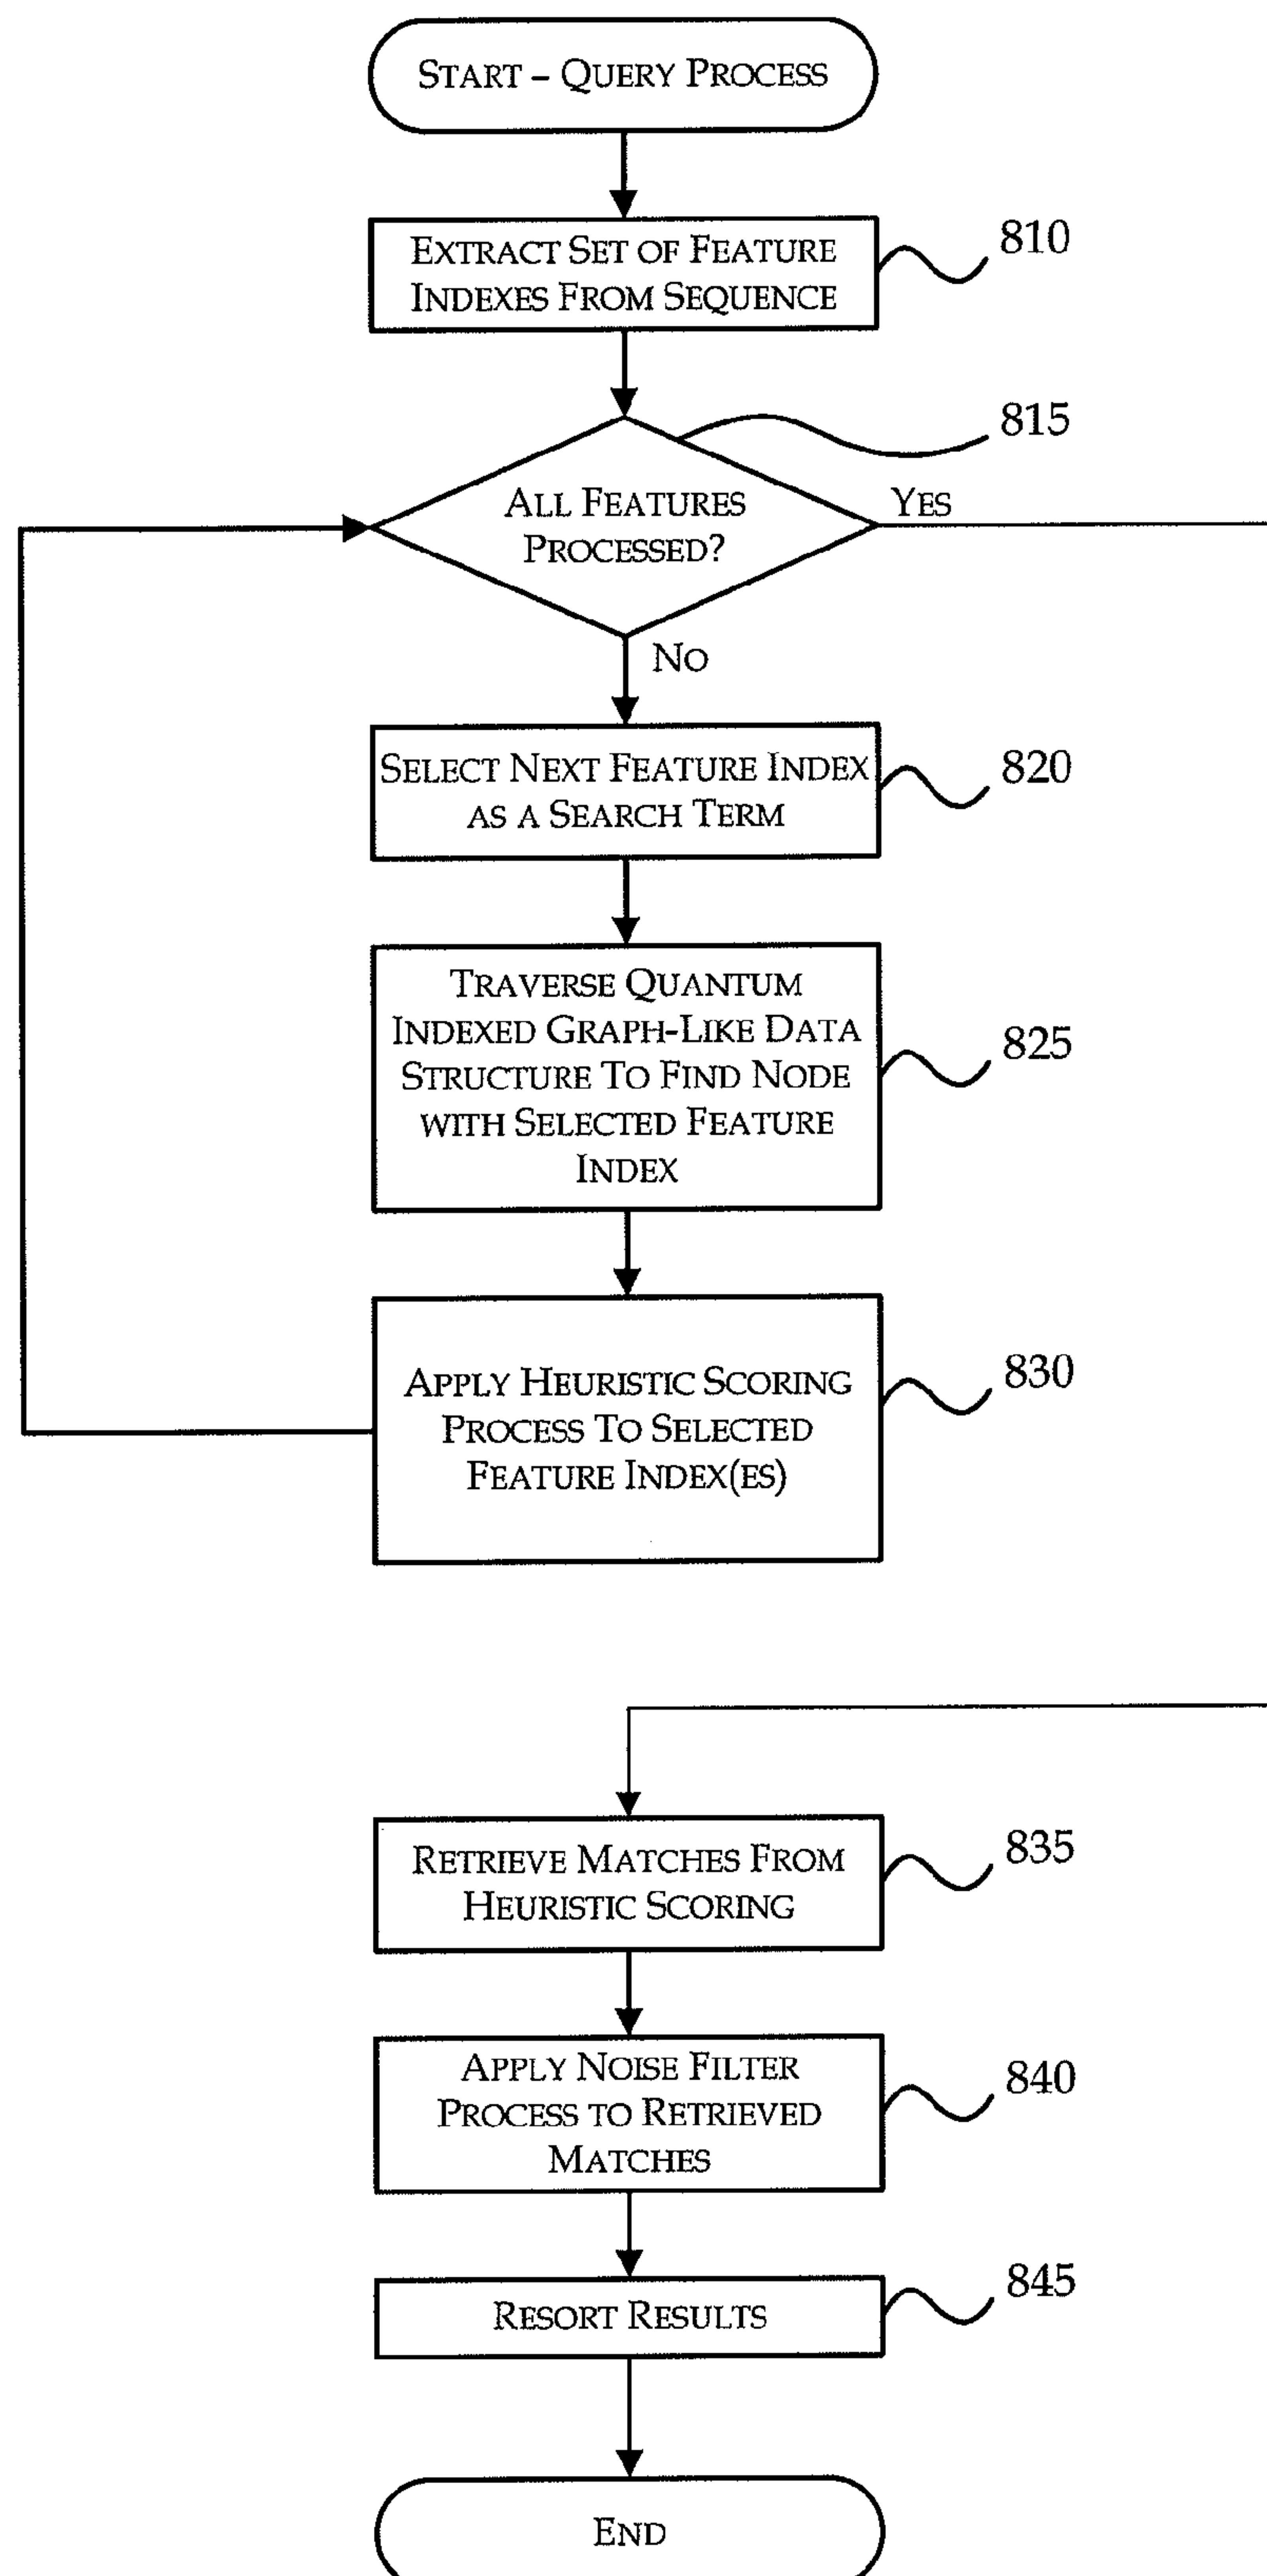 START – QUERY PROCESS
EXTRACT SET OF FEATURE
INDEXES FROM SEQUENCE
810
815
ALL FEATURES
PROCESSED?
YES
NO
SELECT NEXT FEATURE INDEX
AS A SEARCH TERM
820
TRAVERSE QUANTUM
INDEXED GRAPH-LIKE DATA
STRUCTURE TO FIND NODE
WITH SELECTED FEATURE
INDEX
825
APPLY HEURISTIC SCORING
PROCESS TO SELECTED
FEATURE INDEX(ES)
830
RETRIEVE MATCHES FROM
HEURISTIC SCORING
835
APPLY NOISE FILTER
PROCESS TO RETRIEVED
MATCHES
840
RESORT RESULTS
845
END